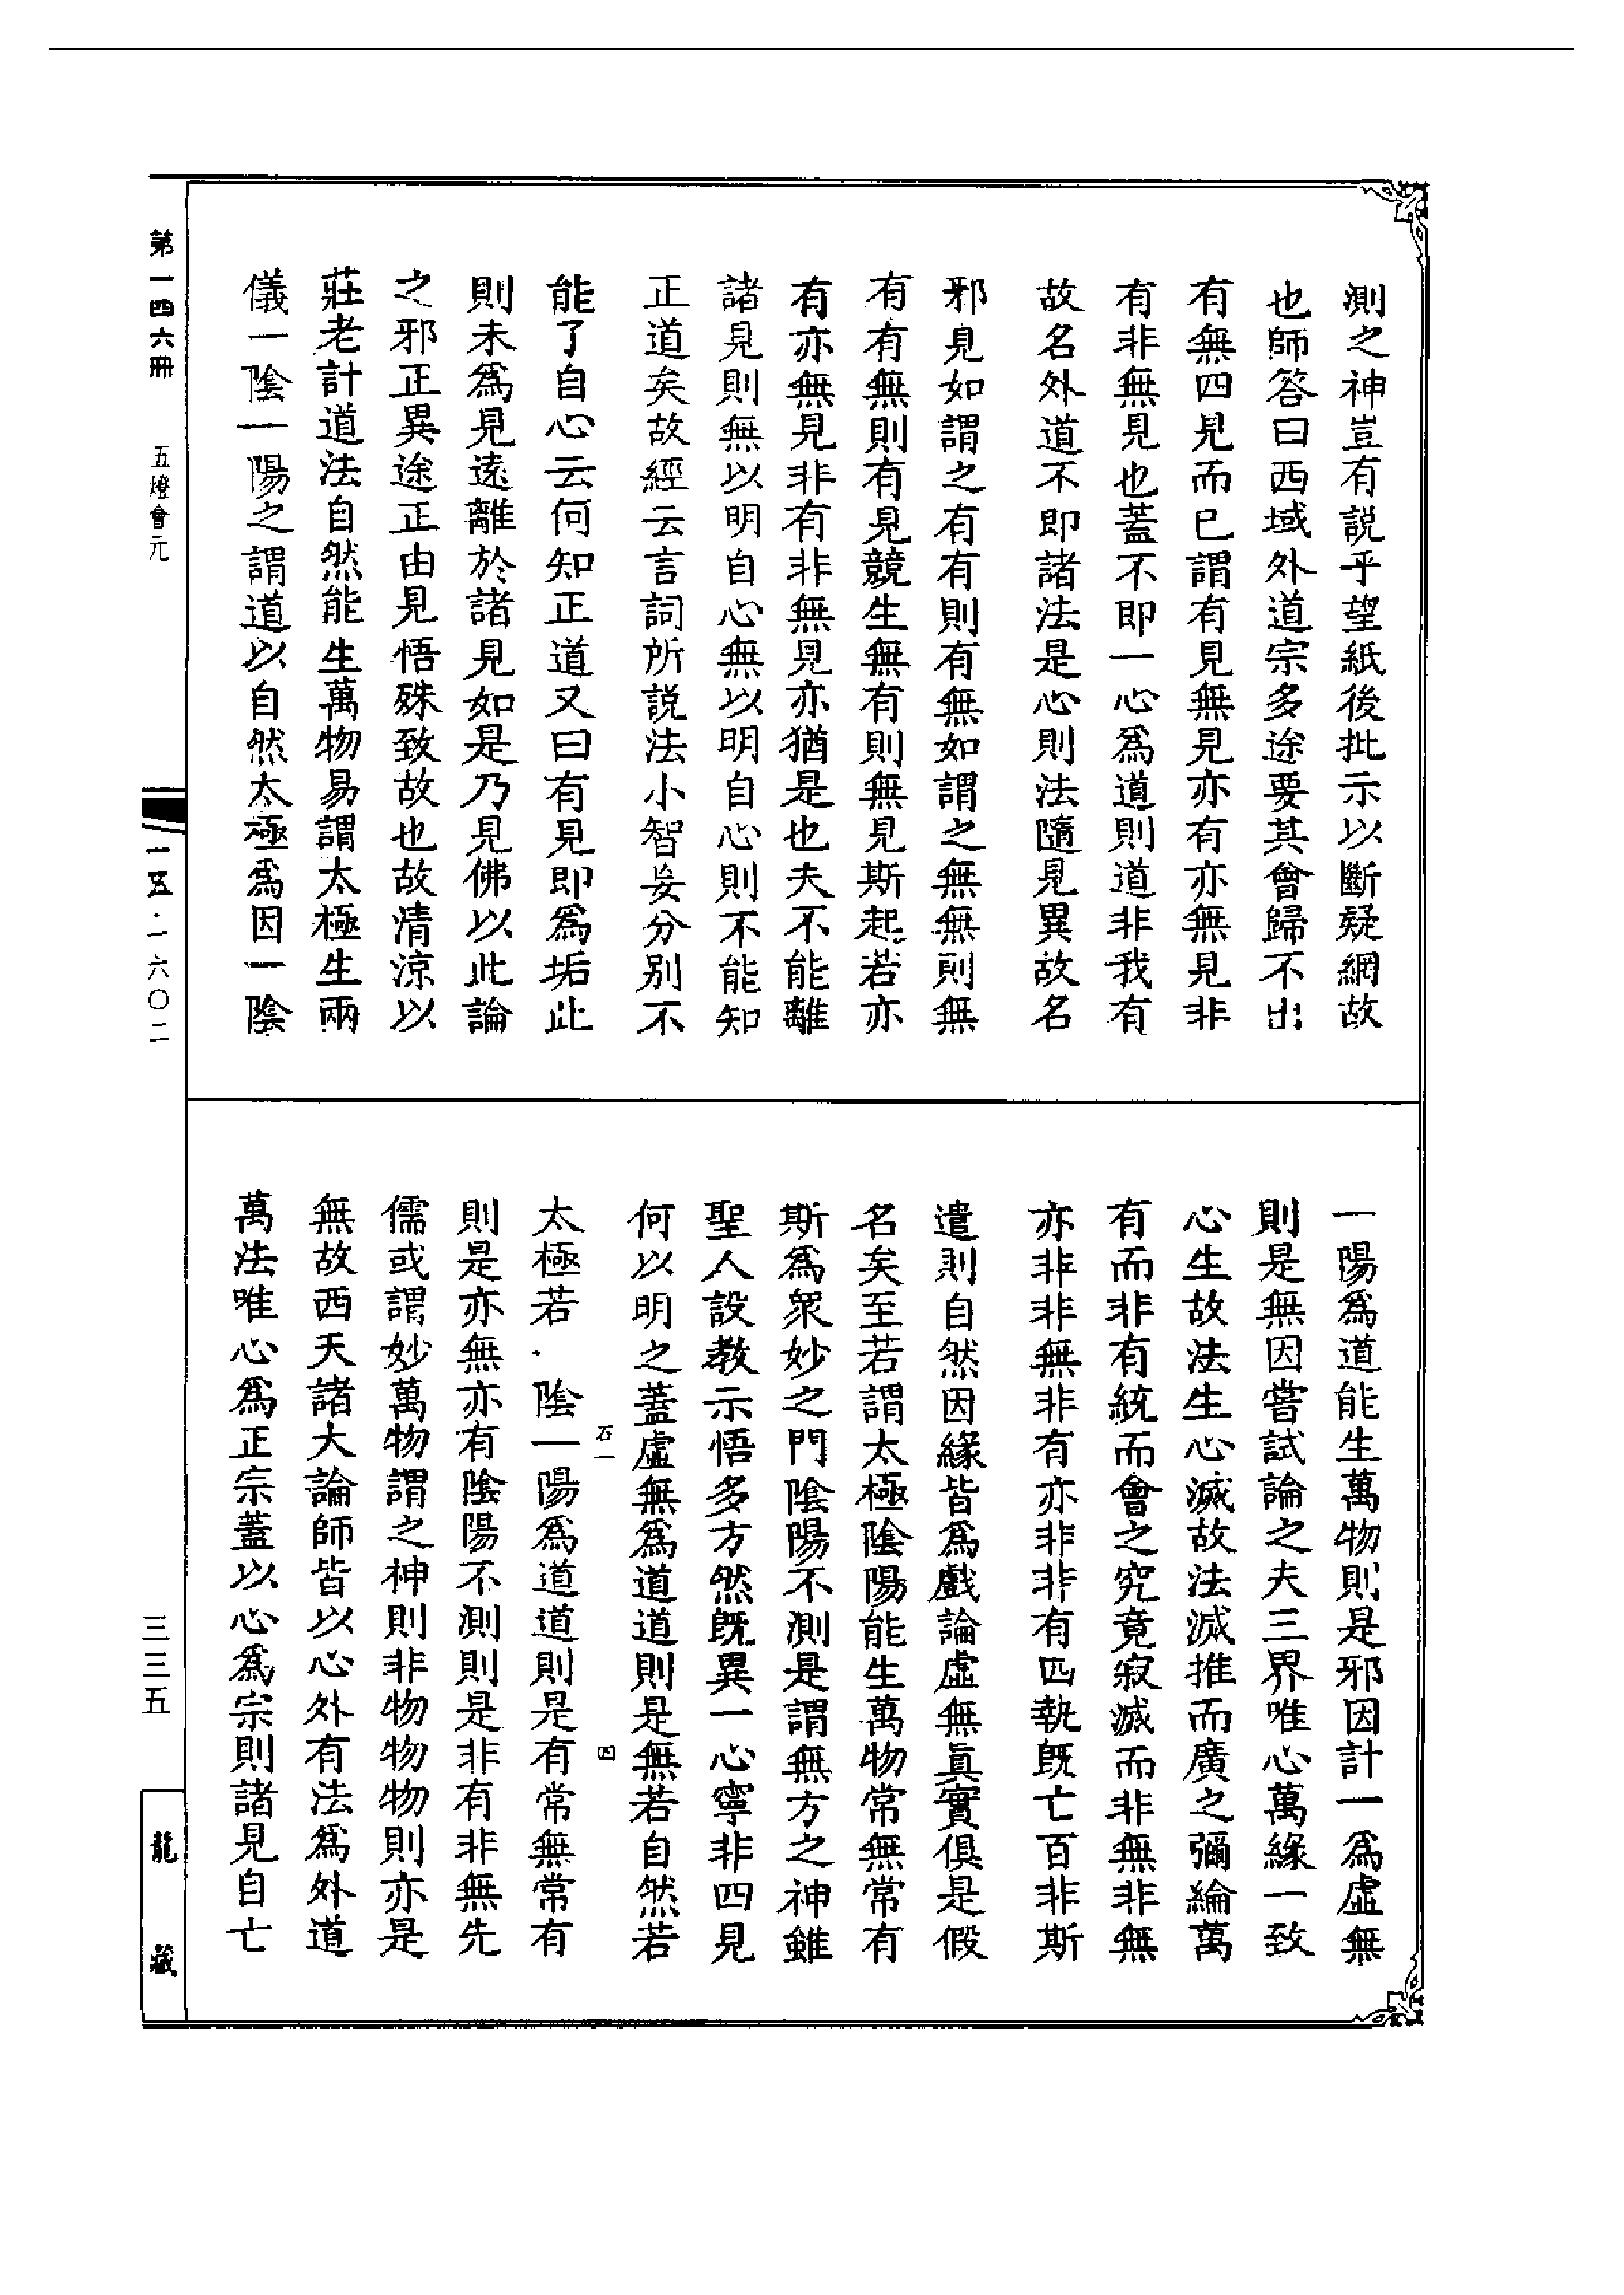 測之神豈有説乎望紙後批示以斷疑網故
也師答曰西域外道宗多途要其會歸不出
有無四見而已謂有見無見亦有亦無見非
有非無見也蓋不即一心爲道則道非我有
故名外道不即諸法是心則法隨見異故名
邪見如謂之有有則有無如謂之無無則無
有有無則有見競生無有則無見斯起若亦
有亦無見非有非無見亦猶是也夫不能離
諸見則無以明自心無以明自心則不能知
正道矣故經云言詞所説法小智妄分別不
能了自心云何知正道又曰有見即爲垢此
則未爲見遠離於諸見如是乃見佛以此論
之邪正異途正由見悟殊致故也故清涼以
莊老計道法自然能生萬物易謂太極生兩
儀一陰一陽之謂道以自然太極爲因一陰
一陽爲道能生萬物則是邪因計一爲虛無
則是無因嘗試論之夫三界唯心萬緣一致
心生故法生心滅故法滅推而廣之彌綸萬
有而非有統而會之究竟寂滅而非無非無
亦非非無非有亦非非有四執既亡百非斯
遣則自然因緣皆爲戲論虛無真實俱是假
名矣至若謂太極陰陽能生萬物常無常有
斯爲衆妙之門陰陽不測是謂無方之神雖
聖人設教示悟多方然既異一心寧非四見
何以明之蓋虛無爲道道則是無若自然若
石一 四
太極若.陰一陽爲道道則是有常無常有
則是亦無亦有陰陽不測則是非有非無先
儒或謂妙萬物謂之神則非物物物則亦是
無故西天諸大論師皆以心外有法爲外道
萬法唯心爲正宗蓋以心爲宗則諸見自亡
第一四六冊 五燈會元 一五·一六〇二 三三五 龍藏